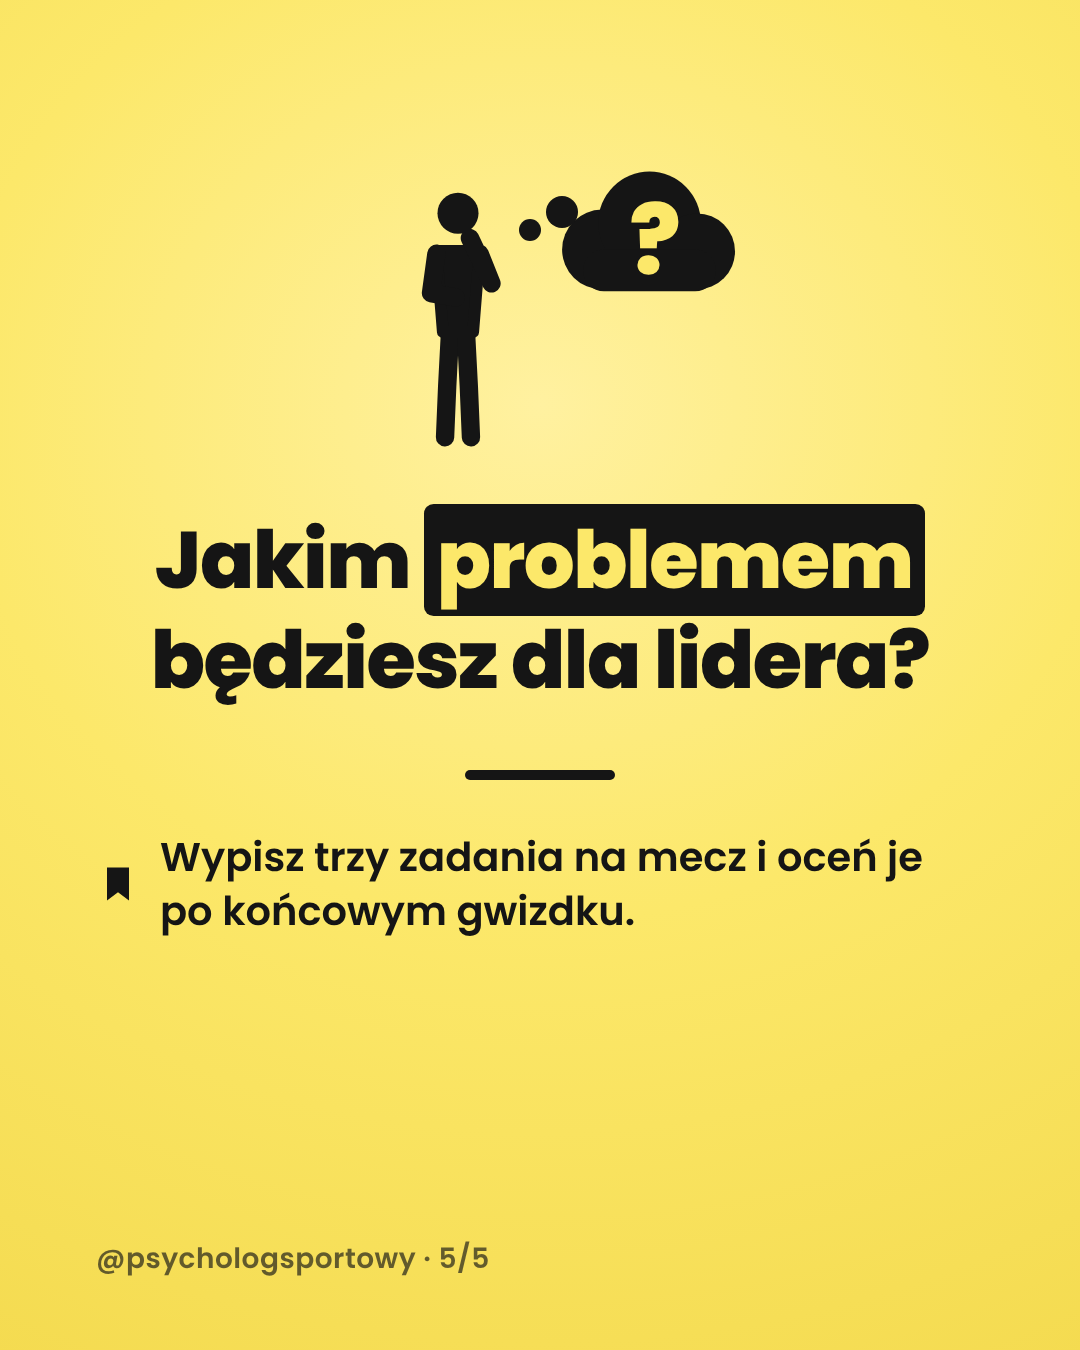 ?
Jakim problemem
będziesz dla lidera?
Wypisz trzy zadania na mecz i oceń je
po końcowym gwizdku.
@psychologsportowy · 5/5